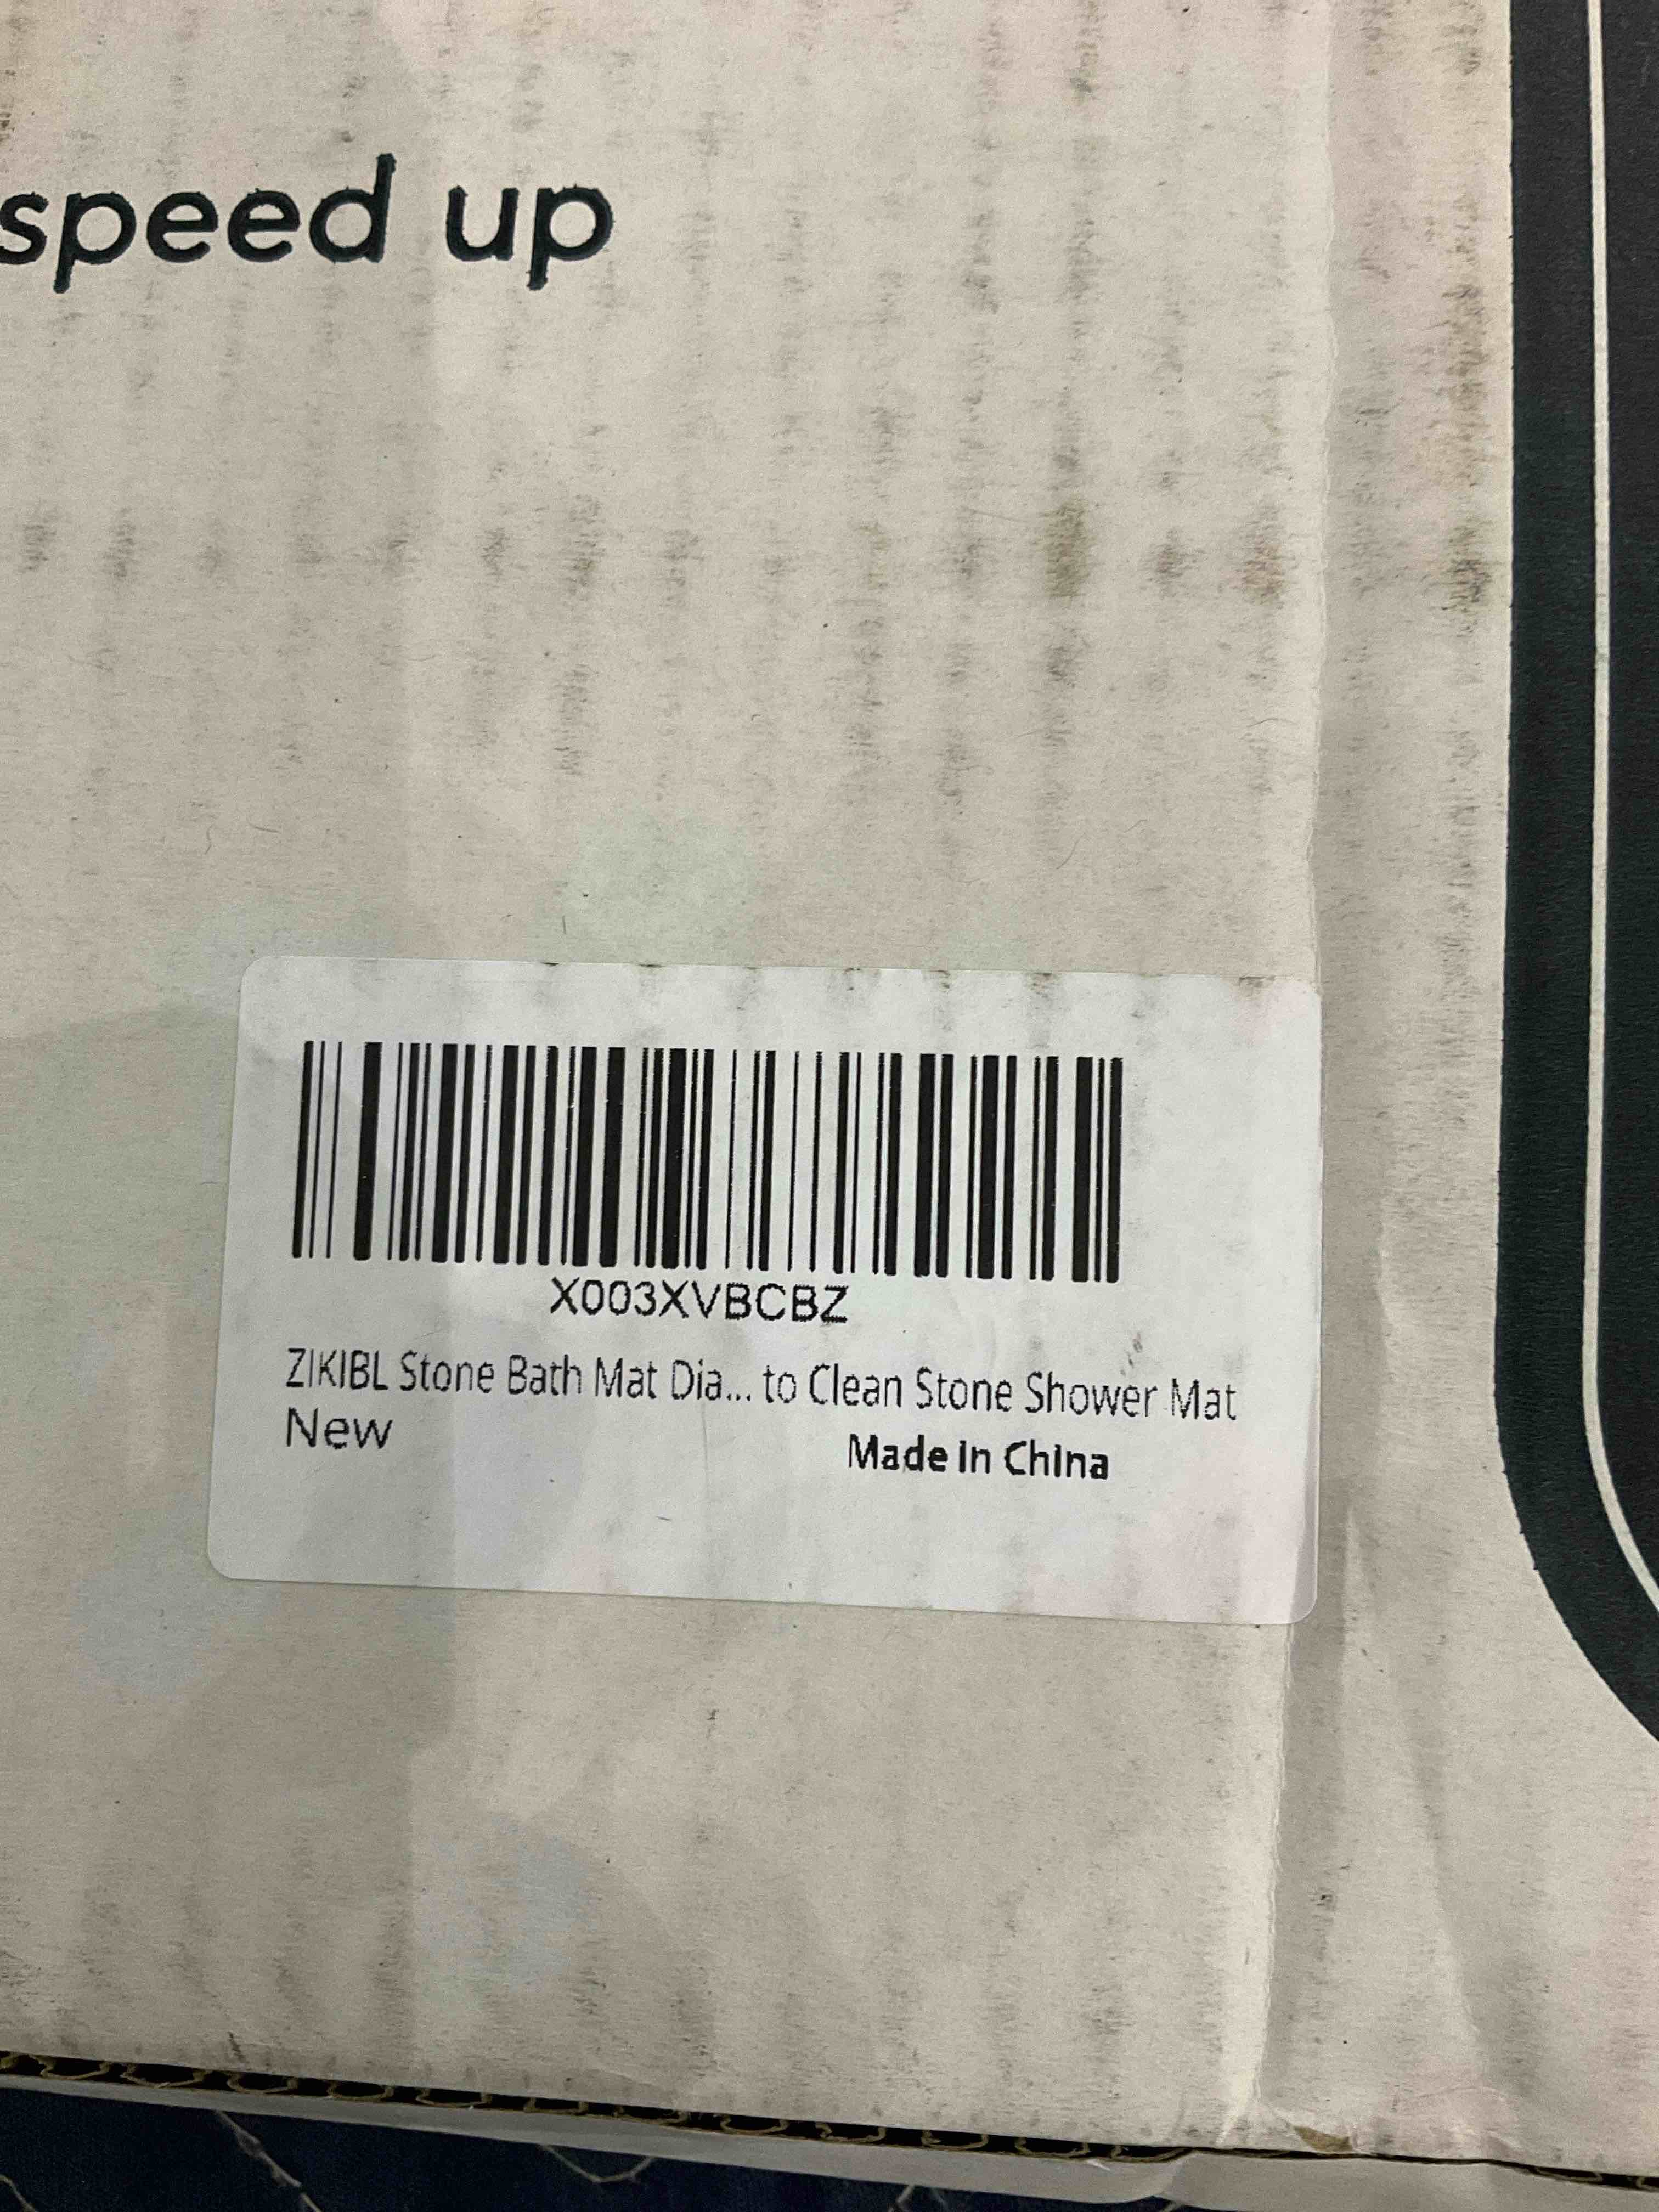 speed up
X003XVBCBZ
ZIKIBL Stone Bath Mat Dia... to Clean Stone Shower Mat
New
Made in China